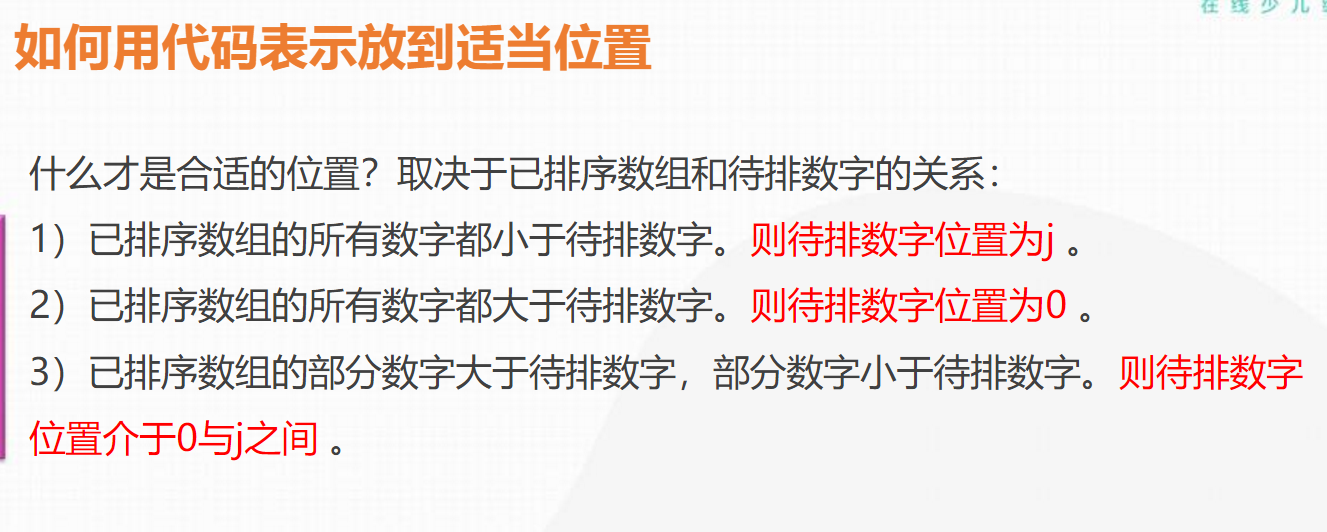 在线少儿
如何用代码表示放到适当位置
什么才是合适的位置？取决于已排序数组和待排数字的关系：
1）已排序数组的所有数字都小于待排数字。则待排数字位置为j 。
2）已排序数组的所有数字都大于待排数字。则待排数字位置为0 。
3）已排序数组的部分数字大于待排数字，部分数字小于待排数字。则待排数字
位置介于0与j之间 。